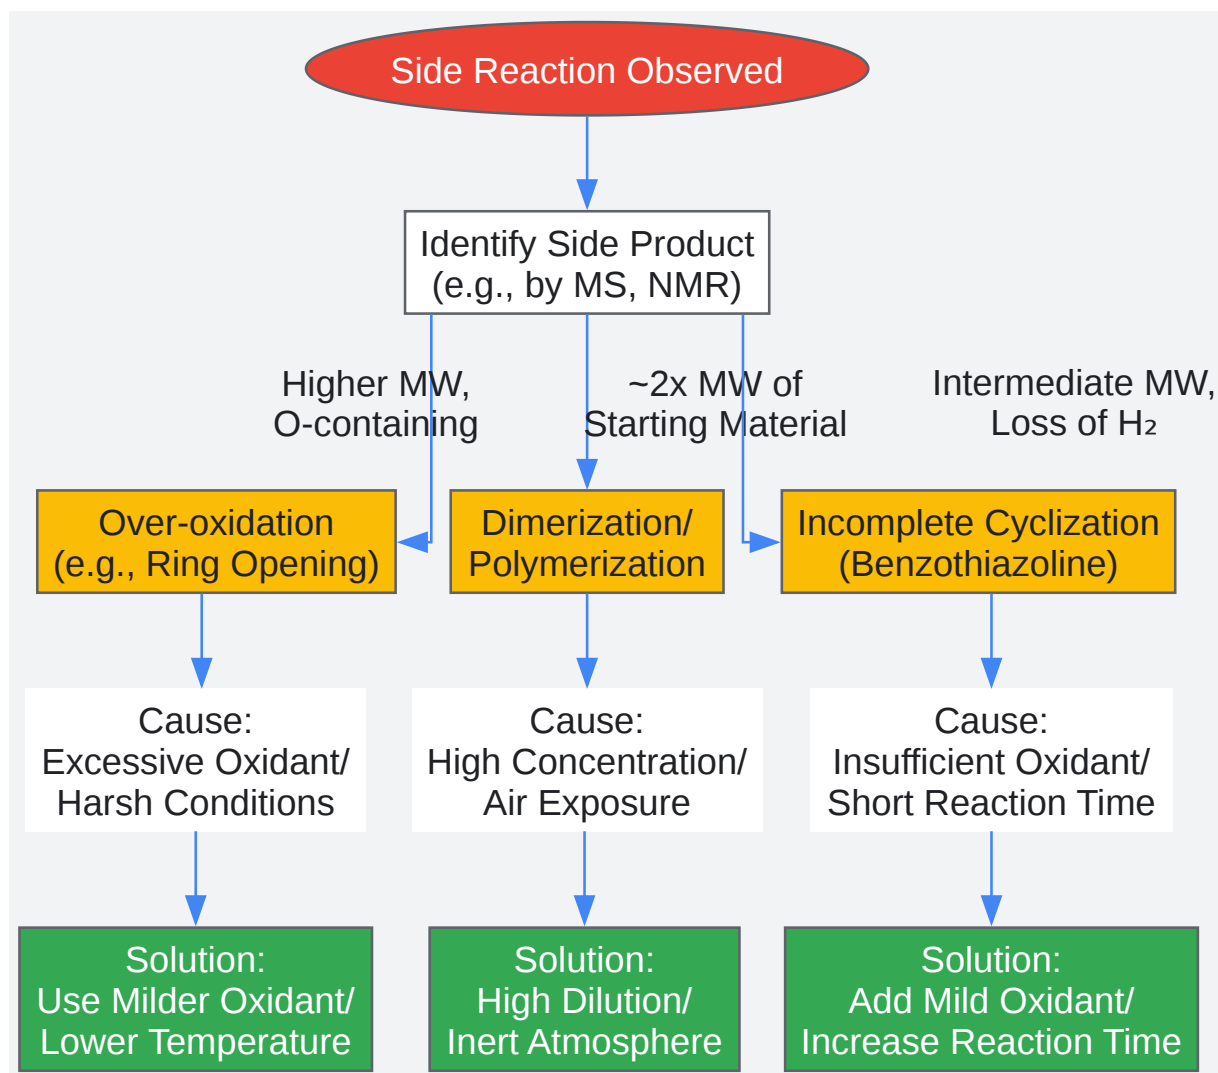 Side Reaction Observed
Identify Side Product
(e.g., by MS, NMR)
Higher MW,
O-containing
~2x MW of
Starting Material
Intermediate MW,
Loss of H₂
Over-oxidation
(e.g., Ring Opening)
Dimerization/
Polymerization
Incomplete Cyclization
(Benzothiazoline)
Cause:
Excessive Oxidant/
Harsh Conditions
Cause:
High Concentration/
Air Exposure
Cause:
Insufficient Oxidant/
Short Reaction Time
Solution:
Use Milder Oxidant/
Lower Temperature
Solution:
High Dilution/
Inert Atmosphere
Solution:
Add Mild Oxidant/
Increase Reaction Time